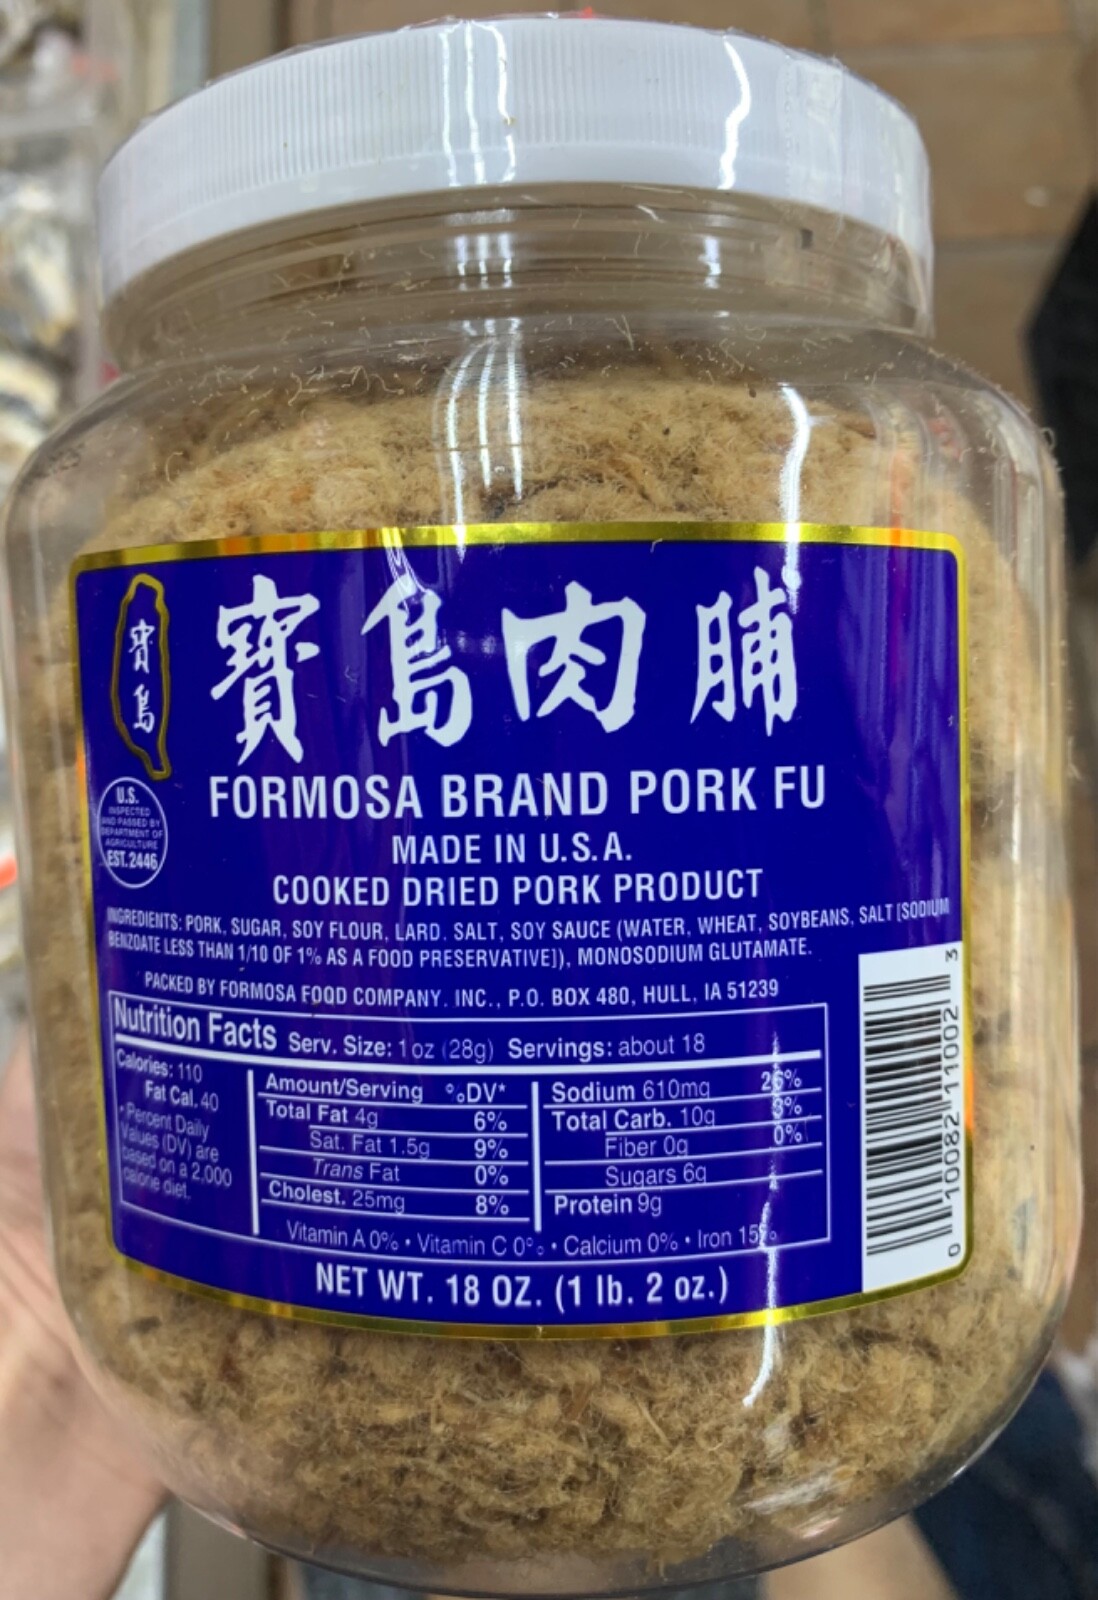 寶島
寶島肉脯
FORMOSA BRAND PORK FU
MADE IN U.S.A.
COOKED DRIED PORK PRODUCT
U.S.
INSPECTED
AND PASSED BY
DEPARTMENT OF
AGRICULTURE
EST. 2446
INGREDIENTS: PORK, SUGAR, SOY FLOUR, LARD, SALT, SOY SAUCE (WATER, WHEAT, SOYBEANS, SALT [SODIUM
BENZOATE LESS THAN 1/10 OF 1% AS A FOOD PRESERVATIVE]), MONOSODIUM GLUTAMATE.
PACKED BY FORMOSA FOOD COMPANY. INC., P.O. BOX 480, HULL, IA 51239
Nutrition Facts Serv. Size: 1 oz (28g) Servings: about 18
Calories: 110
Fat Cal. 40
* Percent Daily
Values (DV) are
based on a 2,000
calorie diet.
Amount/Serving %DV*
Total Fat 4g 6%
Sat. Fat 1.5g 9%
Trans Fat 0%
Cholest. 25mg 8%
Sodium 610mg 26%
Total Carb. 10g 3%
Fiber 0g 0%
Sugars 6g
Protein 9g
Vitamin A 0% • Vitamin C 0% • Calcium 0% • Iron 15%
NET WT. 18 OZ. (1 lb. 2 oz.)
0 10082 11002 3